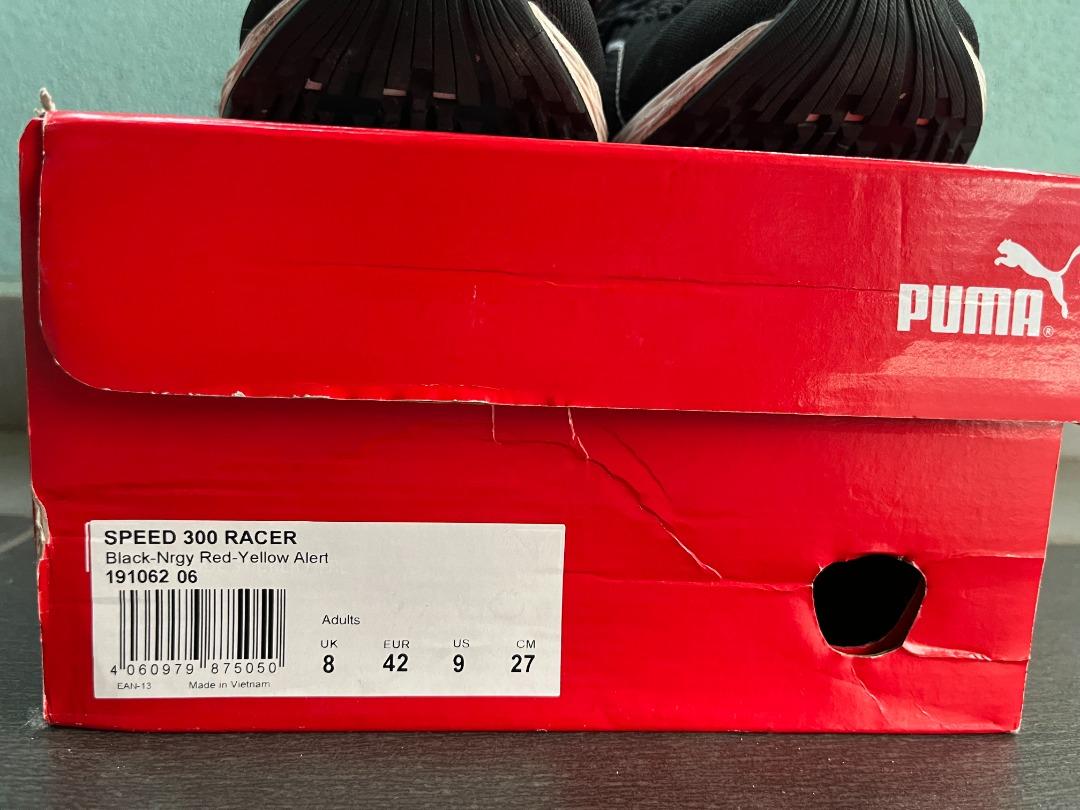 PUMA®
SPEED 300 RACER
Black-Nrgy Red-Yellow Alert
191062 06
Adults
UK EUR US CM
8 42 9 27
4 060979 875050
EAN-13 Made in Vietnam